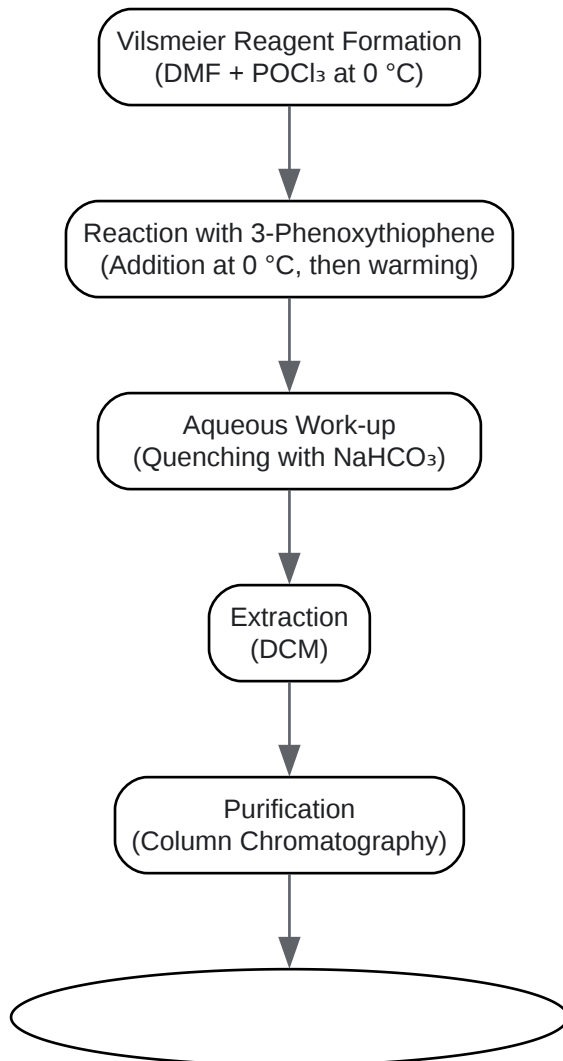 Vilsmeier Reagent Formation
(DMF + POCl₃ at 0 °C)
Reaction with 3-Phenoxythiophene
(Addition at 0 °C, then warming)
Aqueous Work-up
(Quenching with NaHCO₃)
Extraction
(DCM)
Purification
(Column Chromatography)